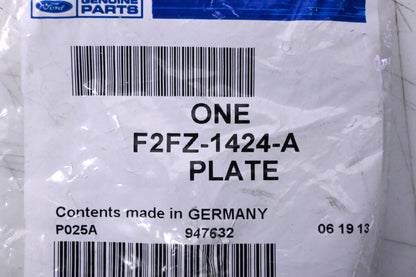 Ford
GENUINE
PARTS
ONE
F2FZ-1424-A
PLATE
Contents made in GERMANY
P025A 947632 06 19 13